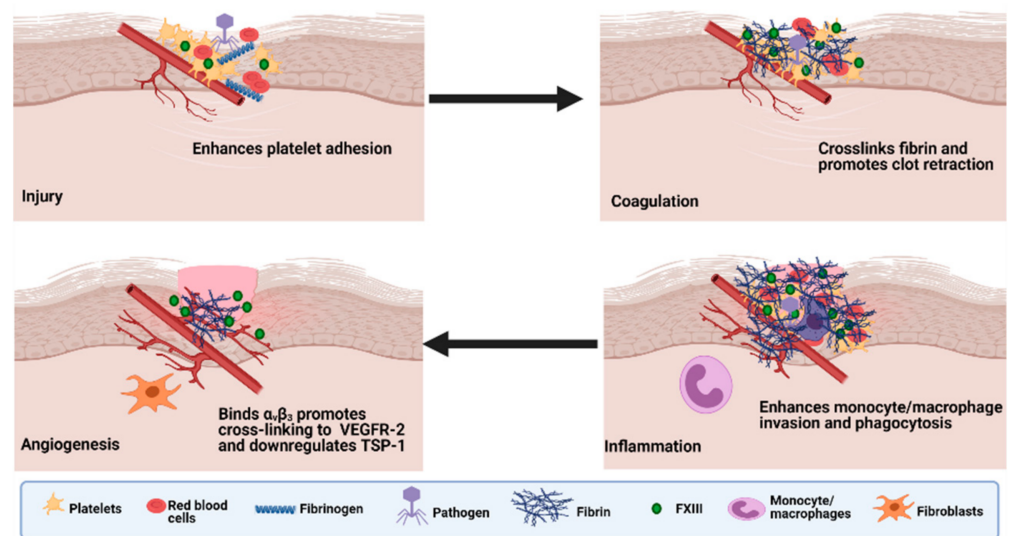 Enhances platelet adhesion
Injury
Crosslinks fibrin and
promotes clot retraction
Coagulation
Binds αᵥβ₃ promotes
cross-linking to VEGFR-2
and downregulates TSP-1
Angiogenesis
Enhances monocyte/macrophage
invasion and phagocytosis
Inflammation
Platelets
Red blood
cells
Fibrinogen
Pathogen
Fibrin
FXIII
Monocyte/
macrophages
Fibroblasts